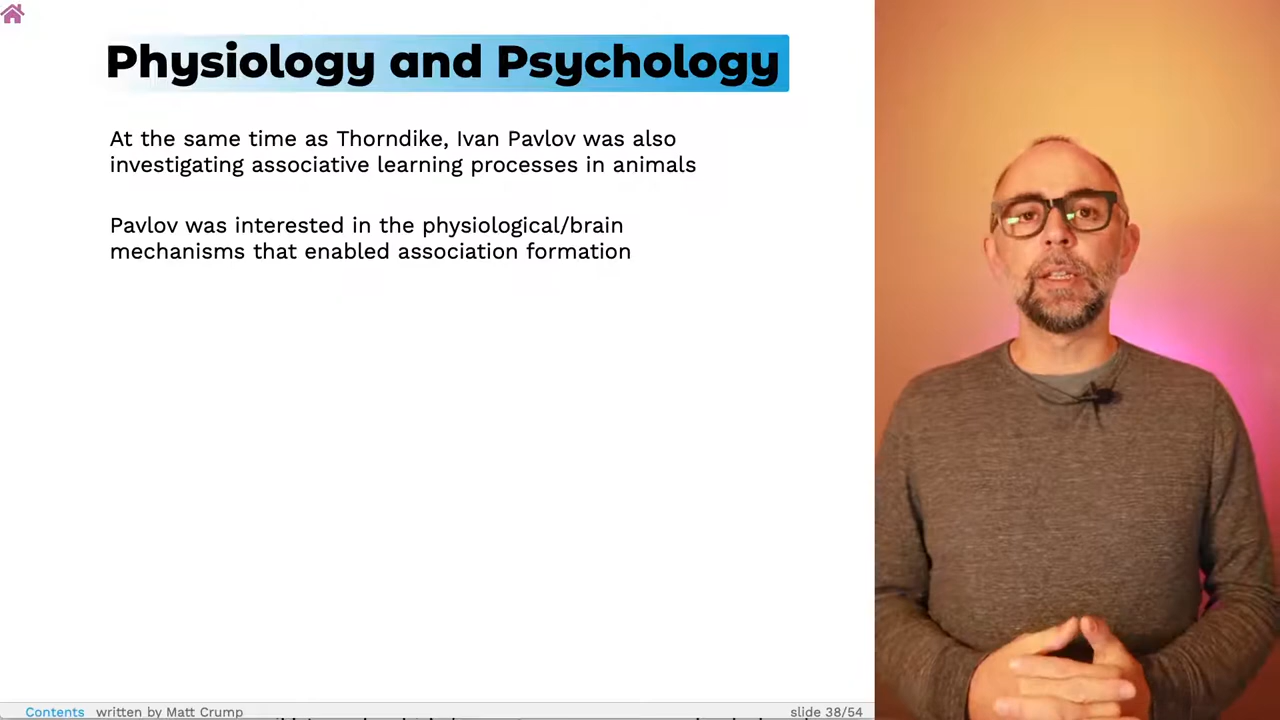 Physiology and Psychology
At the same time as Thorndike, Ivan Pavlov was also
investigating associative learning processes in animals
Pavlov was interested in the physiological/brain
mechanisms that enabled association formation
Contents written by Matt Crump
slide 38/54